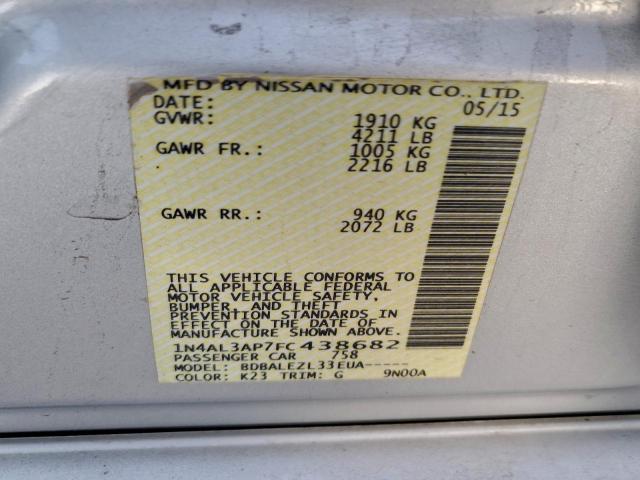 MFD BY NISSAN MOTOR CO., LTD.
DATE: 05/15
GVWR: 1910 KG
4211 LB
GAWR FR.: 1005 KG
. 2216 LB
GAWR RR.: 940 KG
2072 LB
THIS VEHICLE CONFORMS TO
ALL APPLICABLE FEDERAL
MOTOR VEHICLE SAFETY,
BUMPER, AND THEFT
PREVENTION STANDARDS IN
EFFECT ON THE DATE OF
MANUFACTURE SHOWN ABOVE.
1N4AL3AP7FC438682
PASSENGER CAR 758
MODEL: BDBALEZL33EUA-----
COLOR: K23 TRIM: G 9N00A